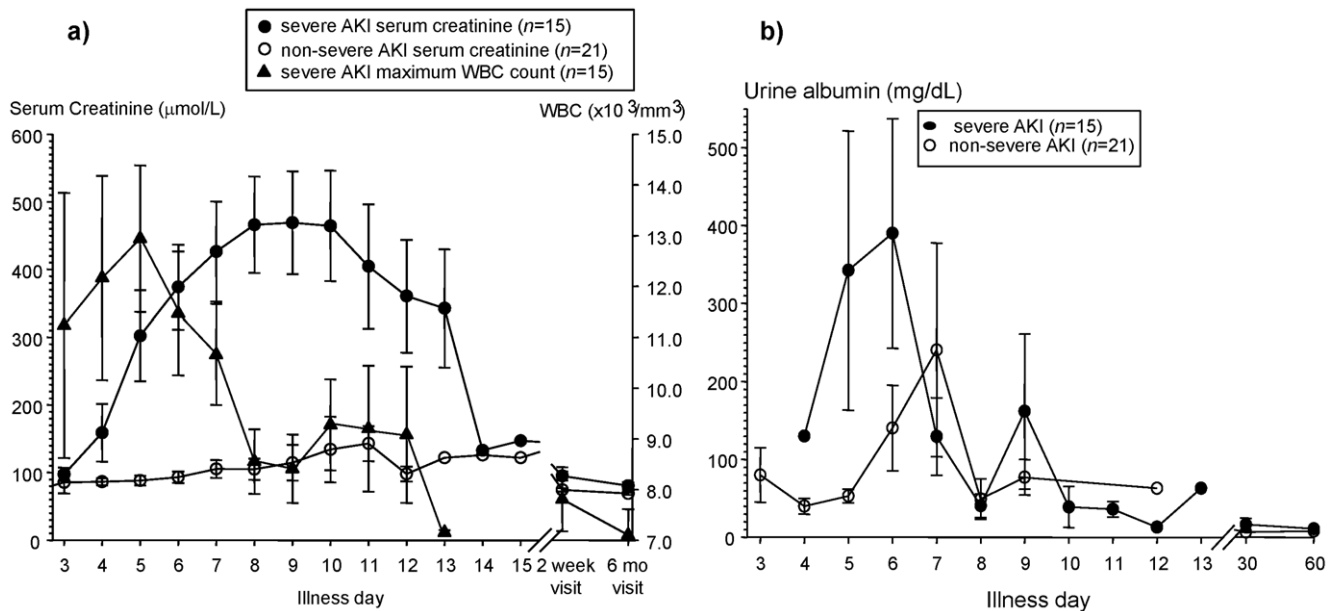 a)
severe AKI serum creatinine (n=15)
non-severe AKI serum creatinine (n=21)
severe AKI maximum WBC count (n=15)
Serum Creatinine (μmol/L)
WBC (x10³/mm³)
600
500
400
300
200
100
0
15.0
14.0
13.0
12.0
11.0
10.0
9.0
8.0
7.0
3 4 5 6 7 8 9 10 11 12 13 14 15 2 week visit 6 mo visit
Illness day
b)
Urine albumin (mg/dL)
severe AKI (n=15)
non-severe AKI (n=21)
500
400
300
200
100
0
3 4 5 6 7 8 9 10 11 12 13 30 60
Illness day